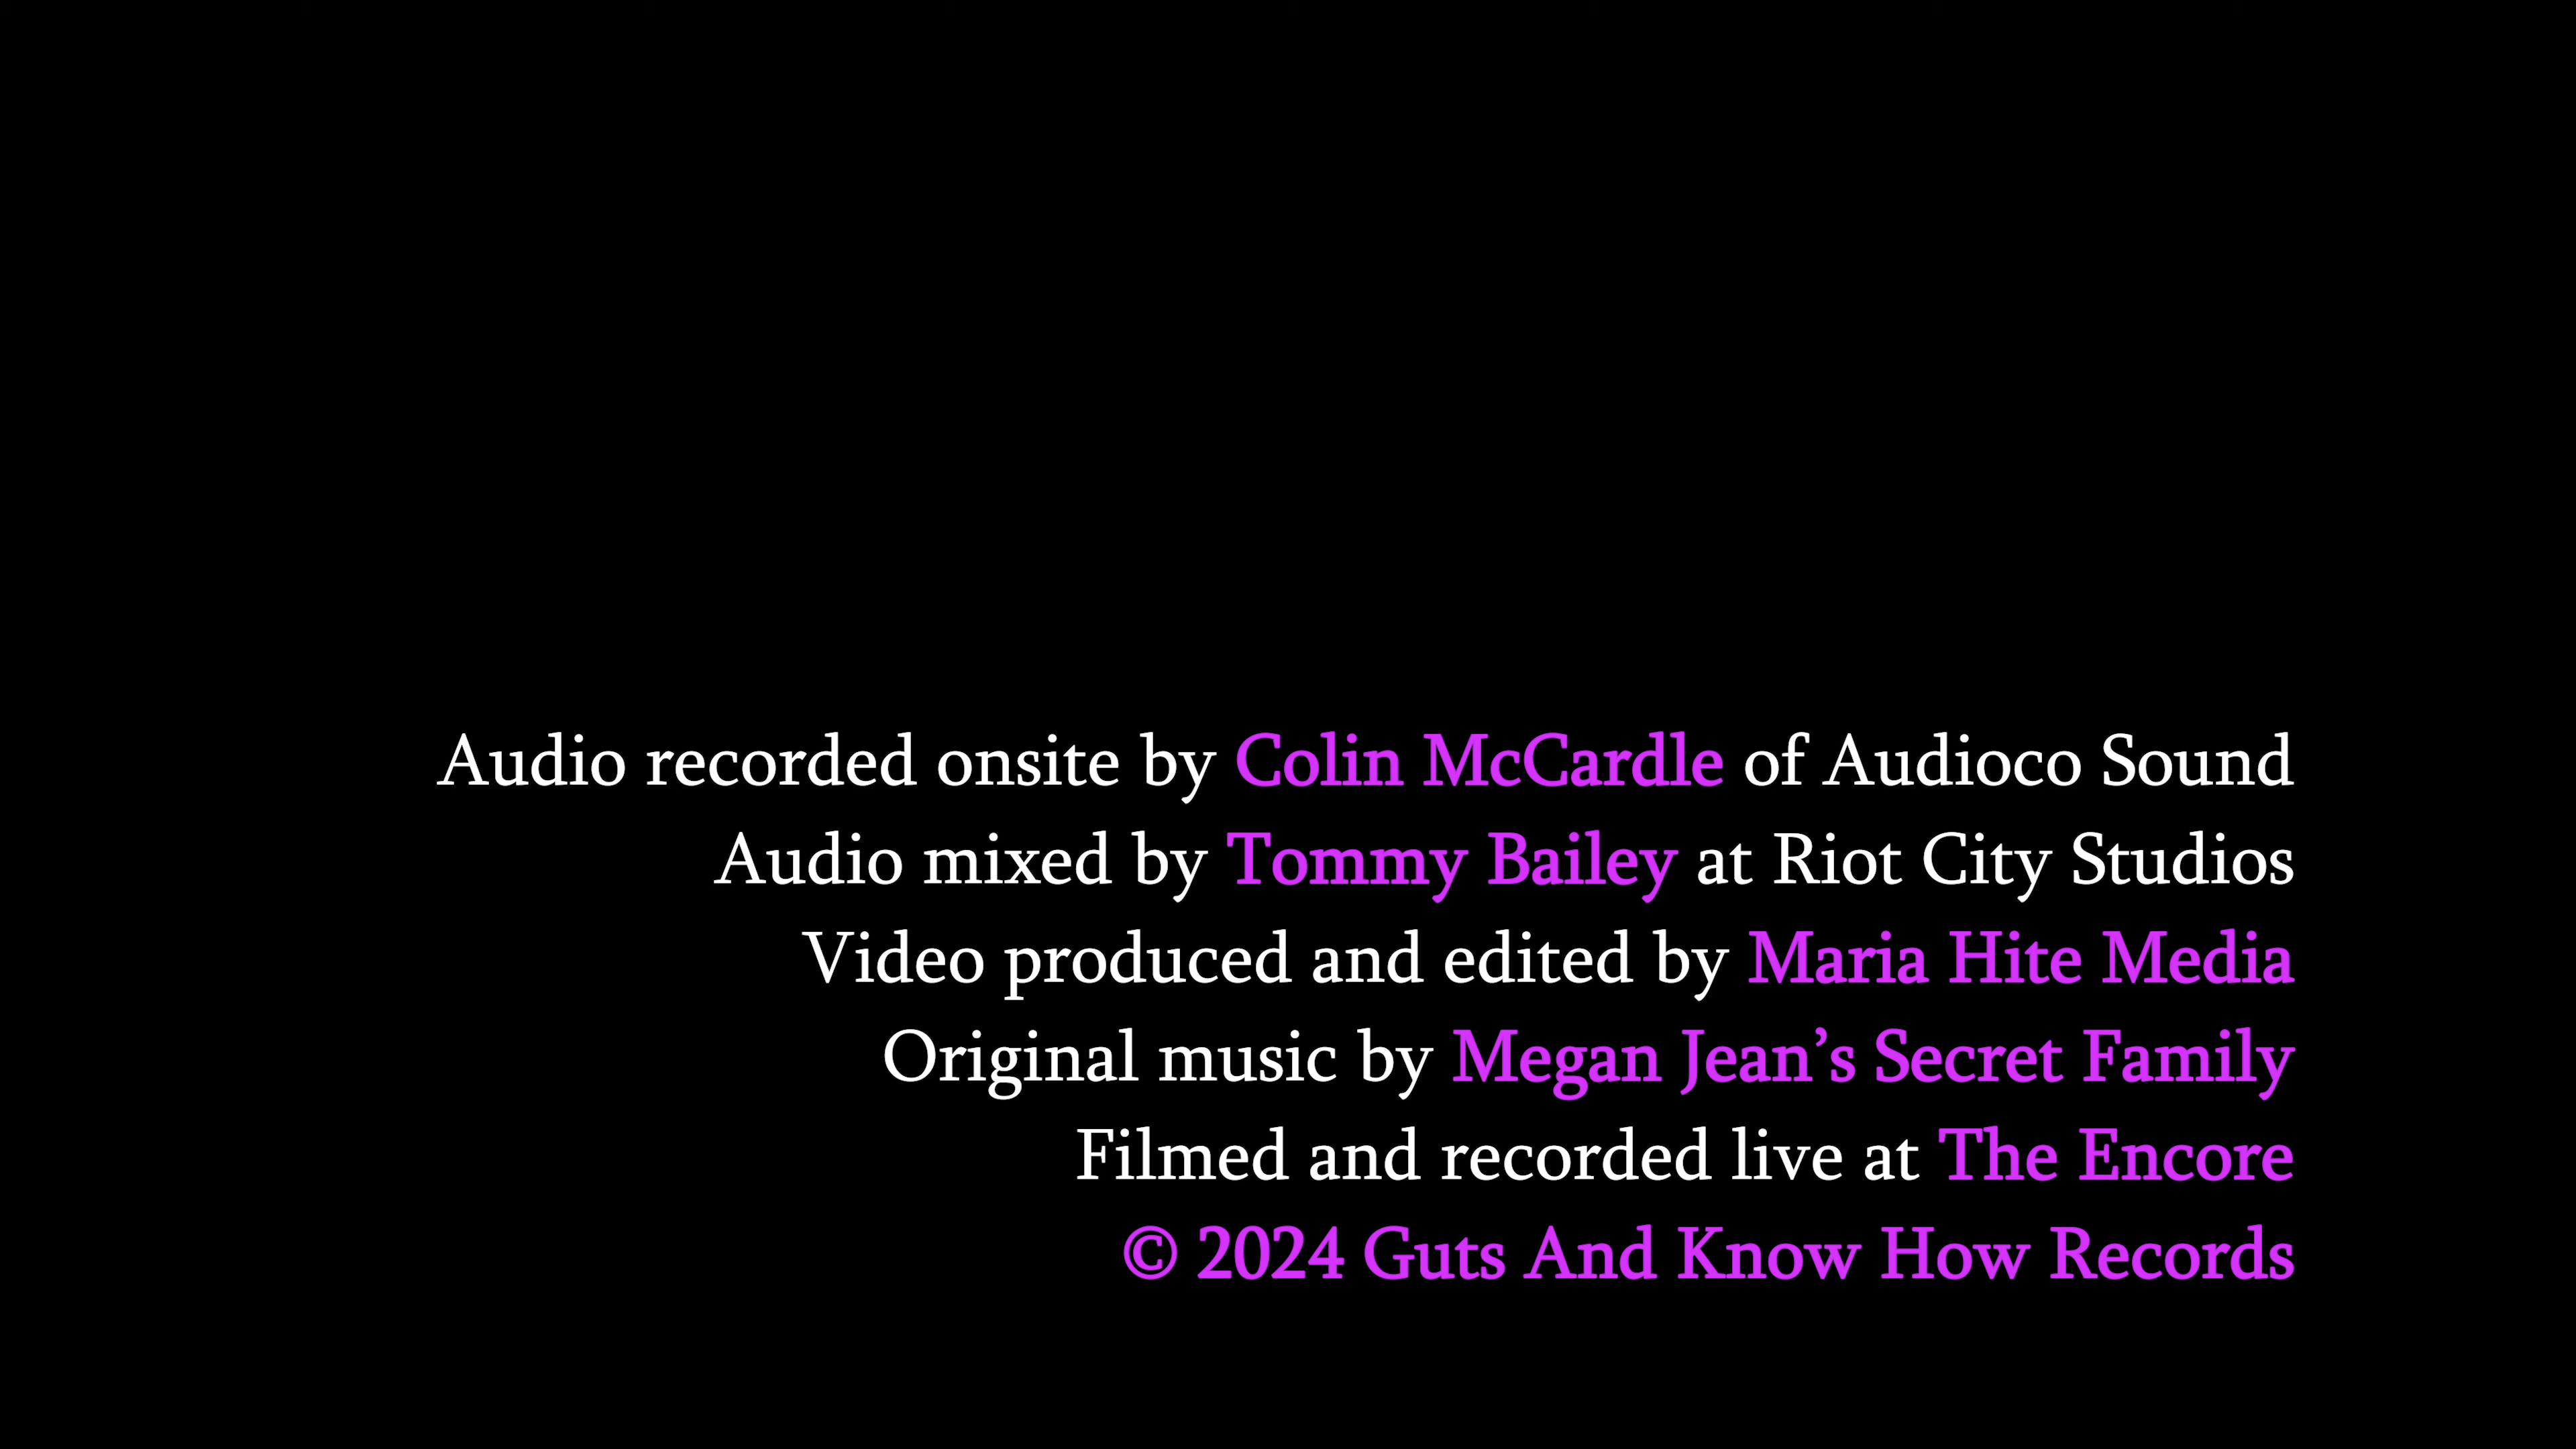 Audio recorded onsite by Colin McCardle of Audioco Sound
Audio mixed by Tommy Bailey at Riot City Studios
Video produced and edited by Maria Hite Media
Original music by Megan Jean’s Secret Family
Filmed and recorded live at The Encore
© 2024 Guts And Know How Records